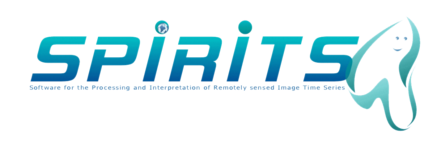 SPIRITS
Software for the Processing and Interpretation of Remotely sensed Image Time Series